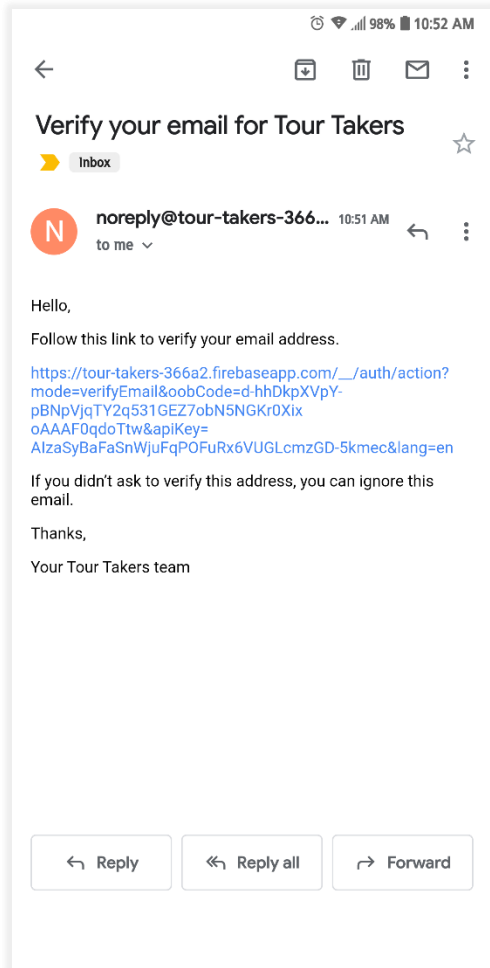 98% 10:52 AM
Verify your email for Tour Takers
Inbox
N
noreply@tour-takers-366... 10:51 AM
to me
Hello,
Follow this link to verify your email address.
https://tour-takers-366a2.firebaseapp.com/__/auth/action?
mode=verifyEmail&oobCode=d-hhDkpXVpY-
pBNpVjqTY2q531GEZ7obN5NGKr0Xix
oAAAF0qdoTtw&apiKey=
AIzaSyBaFaSnWjuFqPOFuRx6VUGLcmzGD-5kmec&lang=en
If you didn't ask to verify this address, you can ignore this
email.
Thanks,
Your Tour Takers team
Reply Reply all Forward